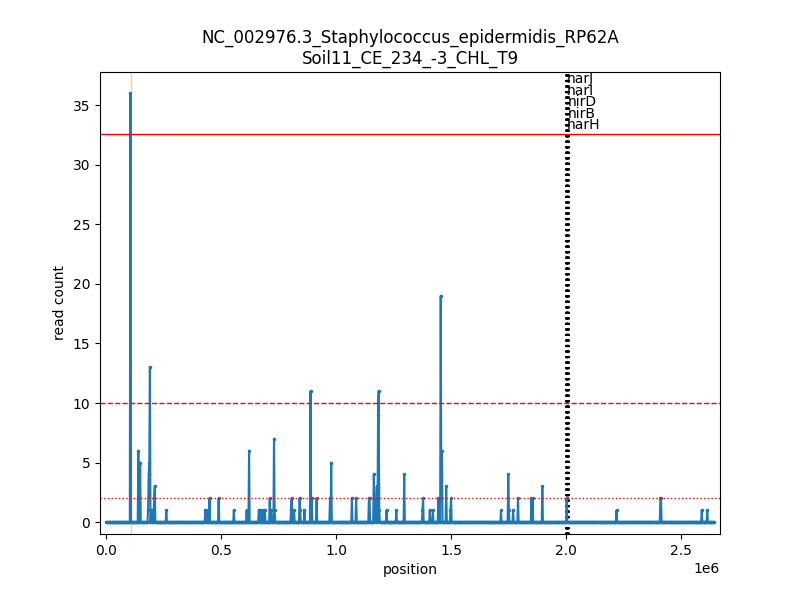 NC_002976.3_Staphylococcus_epidermidis_RP62A
Soil11_CE_234_-3_CHL_T9
narJ
narI
nirD
nirB
narH
35
30
25
20
15
10
5
0
read count
0.0 0.5 1.0 1.5 2.0 2.5
1e6
position